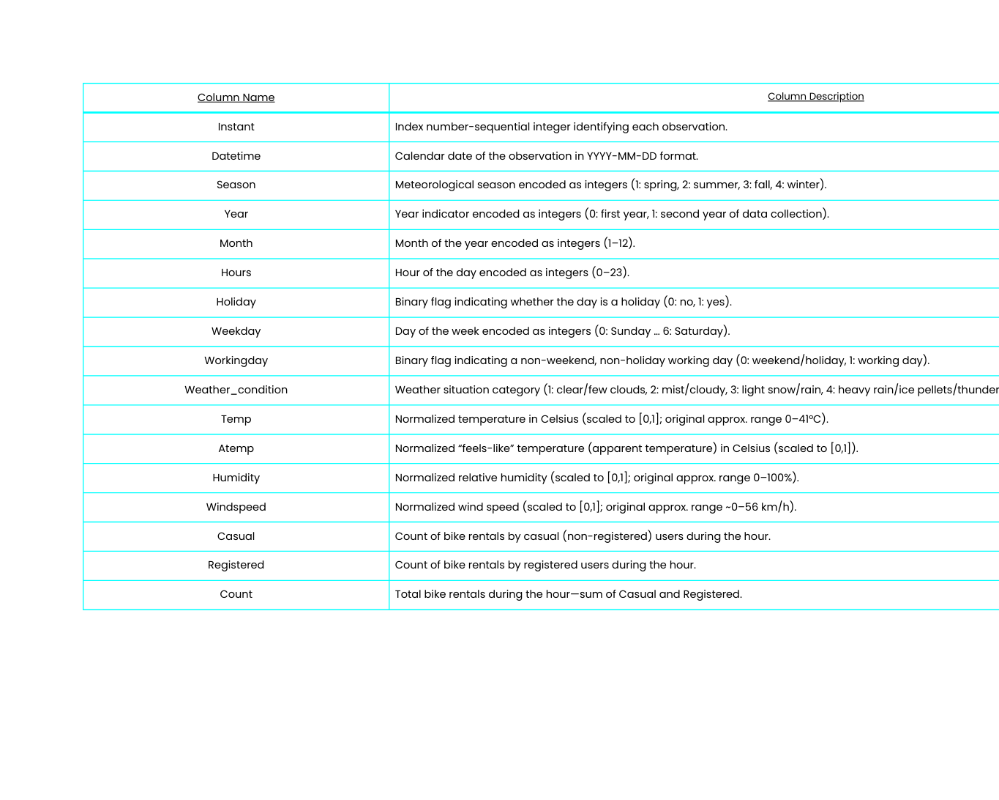 Column Name Column Description
Instant Index number-sequential integer identifying each observation.
Datetime Calendar date of the observation in YYYY-MM-DD format.
Season Meteorological season encoded as integers (1: spring, 2: summer, 3: fall, 4: winter).
Year Year indicator encoded as integers (0: first year, 1: second year of data collection).
Month Month of the year encoded as integers (1–12).
Hours Hour of the day encoded as integers (0–23).
Holiday Binary flag indicating whether the day is a holiday (0: no, 1: yes).
Weekday Day of the week encoded as integers (0: Sunday … 6: Saturday).
Workingday Binary flag indicating a non-weekend, non-holiday working day (0: weekend/holiday, 1: working day).
Weather_condition Weather situation category (1: clear/few clouds, 2: mist/cloudy, 3: light snow/rain, 4: heavy rain/ice pellets/thunder
Temp Normalized temperature in Celsius (scaled to [0,1]; original approx. range 0–41°C).
Atemp Normalized “feels-like” temperature (apparent temperature) in Celsius (scaled to [0,1]).
Humidity Normalized relative humidity (scaled to [0,1]; original approx. range 0–100%).
Windspeed Normalized wind speed (scaled to [0,1]; original approx. range ~0–56 km/h).
Casual Count of bike rentals by casual (non-registered) users during the hour.
Registered Count of bike rentals by registered users during the hour.
Count Total bike rentals during the hour—sum of Casual and Registered.